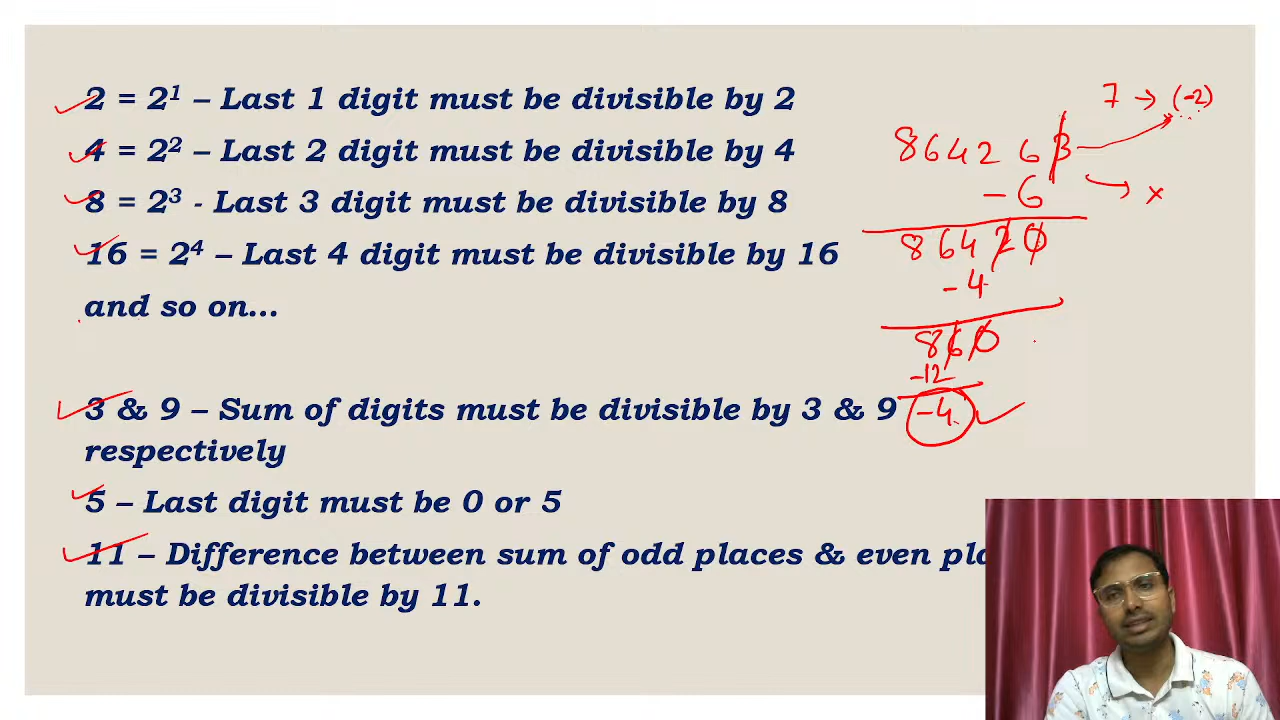 2 = 2¹ – Last 1 digit must be divisible by 2
4 = 2² – Last 2 digit must be divisible by 4
8 = 2³ - Last 3 digit must be divisible by 8
16 = 2⁴ – Last 4 digit must be divisible by 16
and so on...
3 & 9 – Sum of digits must be divisible by 3 & 9
respectively
5 – Last digit must be 0 or 5
11 – Difference between sum of odd places & even pla
must be divisible by 11.
7 → (-2)
864263
- 6 → x
86420
- 4
860
-12
-4